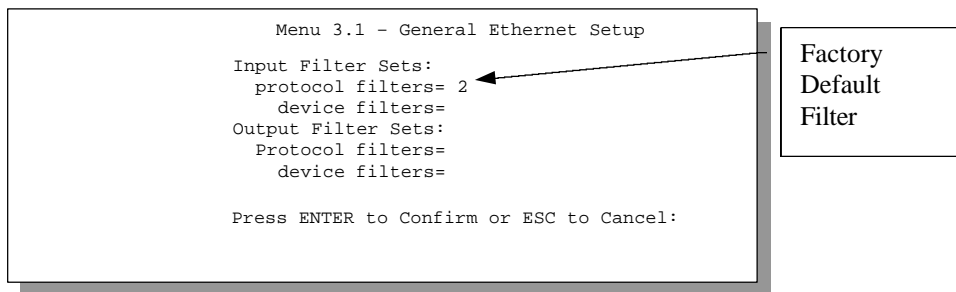 Menu 3.1 – General Ethernet Setup
Input Filter Sets:
protocol filters= 2
device filters=
Output Filter Sets:
Protocol filters=
device filters=
Press ENTER to Confirm or ESC to Cancel:
Factory
Default
Filter